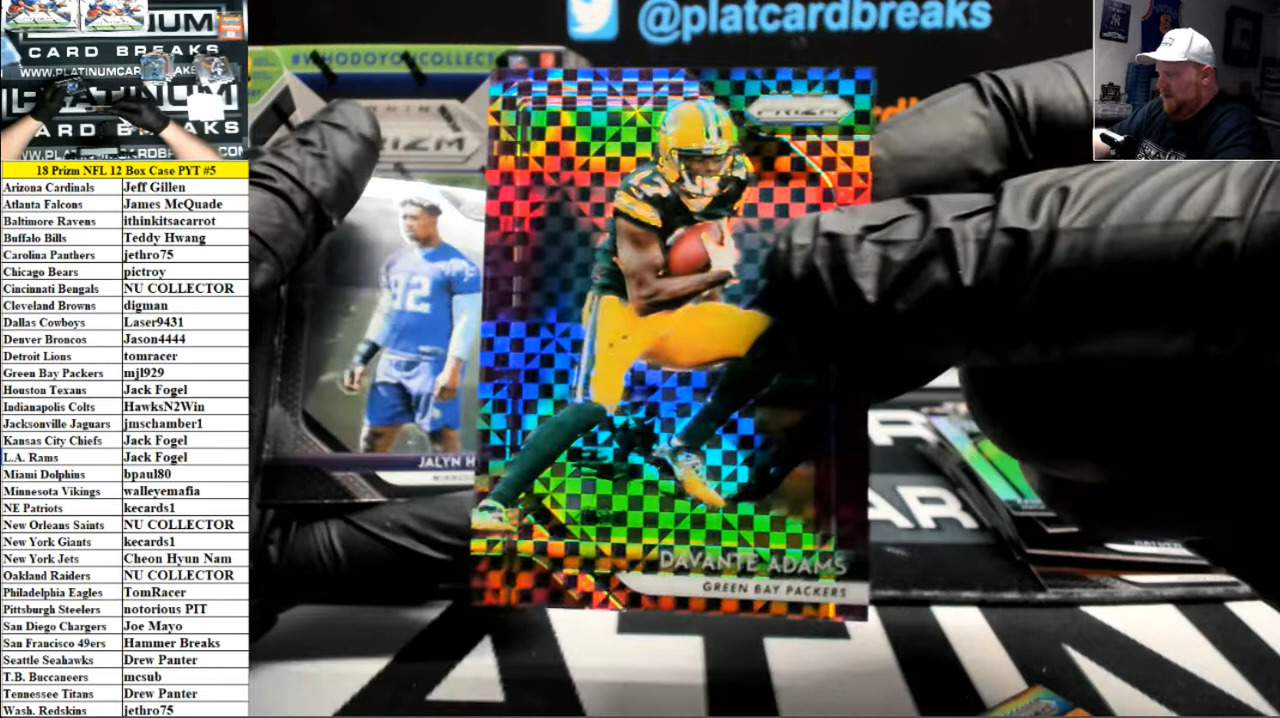 CARD BREAKS
PLATINUM
@platcardbreaks
#WHODOYOUCOLLECT
PRIZM
PRIZM
92
JALYN H
DAVANTE ADAMS
GREEN BAY PACKERS
18 Prizm NFL 12 Box Case PYT #5
Arizona Cardinals Jeff Gillen
Atlanta Falcons James McQuade
Baltimore Ravens ithinkitsacarrot
Buffalo Bills Teddy Hwang
Carolina Panthers jethro75
Chicago Bears pictroy
Cincinnati Bengals NU COLLECTOR
Cleveland Browns digman
Dallas Cowboys Laser9431
Denver Broncos Jason4444
Detroit Lions tomracer
Green Bay Packers mjl929
Houston Texans Jack Fogel
Indianapolis Colts HawksN2Win
Jacksonville Jaguars jmschamber1
Kansas City Chiefs Jack Fogel
L.A. Rams Jack Fogel
Miami Dolphins bpaul80
Minnesota Vikings walleyemafia
NE Patriots kecards1
New Orleans Saints NU COLLECTOR
New York Giants kecards1
New York Jets Cheon Hyun Nam
Oakland Raiders NU COLLECTOR
Philadelphia Eagles TomRacer
Pittsburgh Steelers notorious PIT
San Diego Chargers Joe Mayo
San Francisco 49ers Hammer Breaks
Seattle Seahawks Drew Panter
T.B. Buccaneers mcsub
Tennessee Titans Drew Panter
Wash. Redskins jethro75